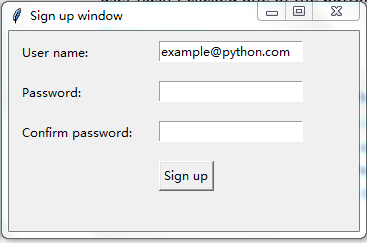 Sign up window
User name: example@python.com
Password:
Confirm password:
Sign up